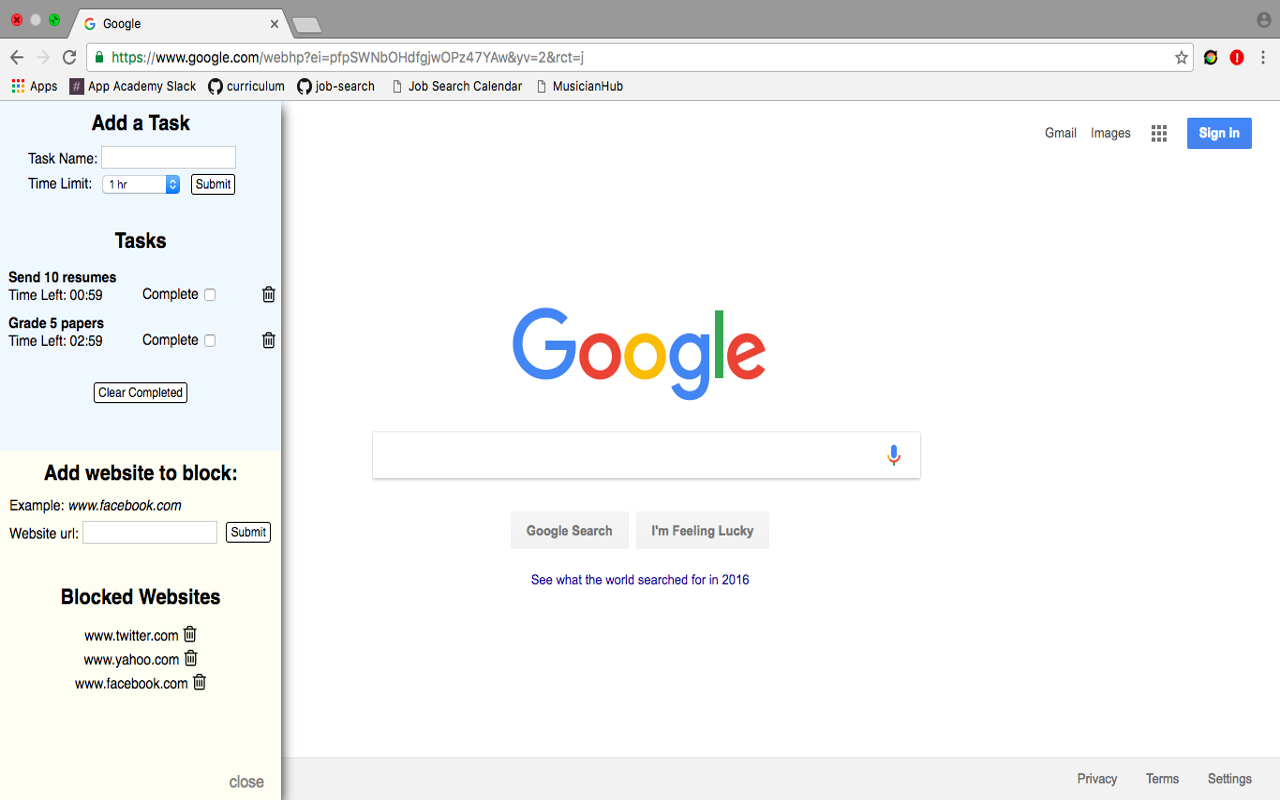 Google
https://www.google.com/webhp?ei=pfpSWNbOHdfgjwOPz47YAw&yv=2&rct=j
Apps # App Academy Slack curriculum job-search Job Search Calendar MusicianHub
Add a Task
Task Name:
Time Limit: 1 hr Submit
Tasks
Send 10 resumes
Time Left: 00:59 Complete
Grade 5 papers
Time Left: 02:59 Complete
Clear Completed
Add website to block:
Example: www.facebook.com
Website url: Submit
Blocked Websites
www.twitter.com
www.yahoo.com
www.facebook.com
close
Gmail Images Sign in
Google
Google Search I'm Feeling Lucky
See what the world searched for in 2016
Privacy Terms Settings